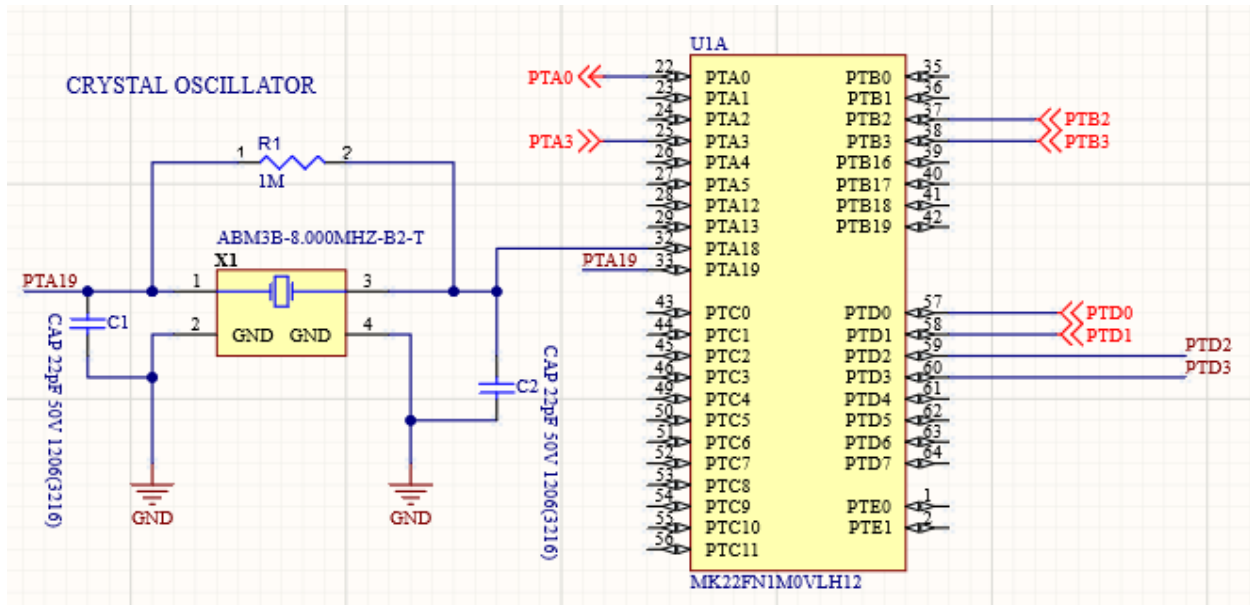 CRYSTAL OSCILLATOR
R1
1 2
1M
ABM3B-8.000MHZ-B2-T
X1
PTA19
1 3
2 GND GND 4
C1
CAP 22pF 50V 1206(3216)
C2
CAP 22pF 50V 1206(3216)
GND
GND
U1A
PTA0 22 PTA0 PTB0 35
23 PTA1 PTB1 36
24 PTA2 PTB2 37 PTB2
PTA3 25 PTA3 PTB3 38 PTB3
26 PTA4 PTB16 39
27 PTA5 PTB17 40
28 PTA12 PTB18 41
29 PTA13 PTB19 42
32 PTA18
PTA19 33 PTA19
43 PTC0 PTD0 57 PTD0
44 PTC1 PTD1 58 PTD1
45 PTC2 PTD2 59 PTD2
46 PTC3 PTD3 60 PTD3
49 PTC4 PTD4 61
50 PTC5 PTD5 62
51 PTC6 PTD6 63
52 PTC7 PTD7 64
53 PTC8
54 PTC9 PTE0 1
55 PTC10 PTE1 2
56 PTC11
MK22FN1M0VLH12